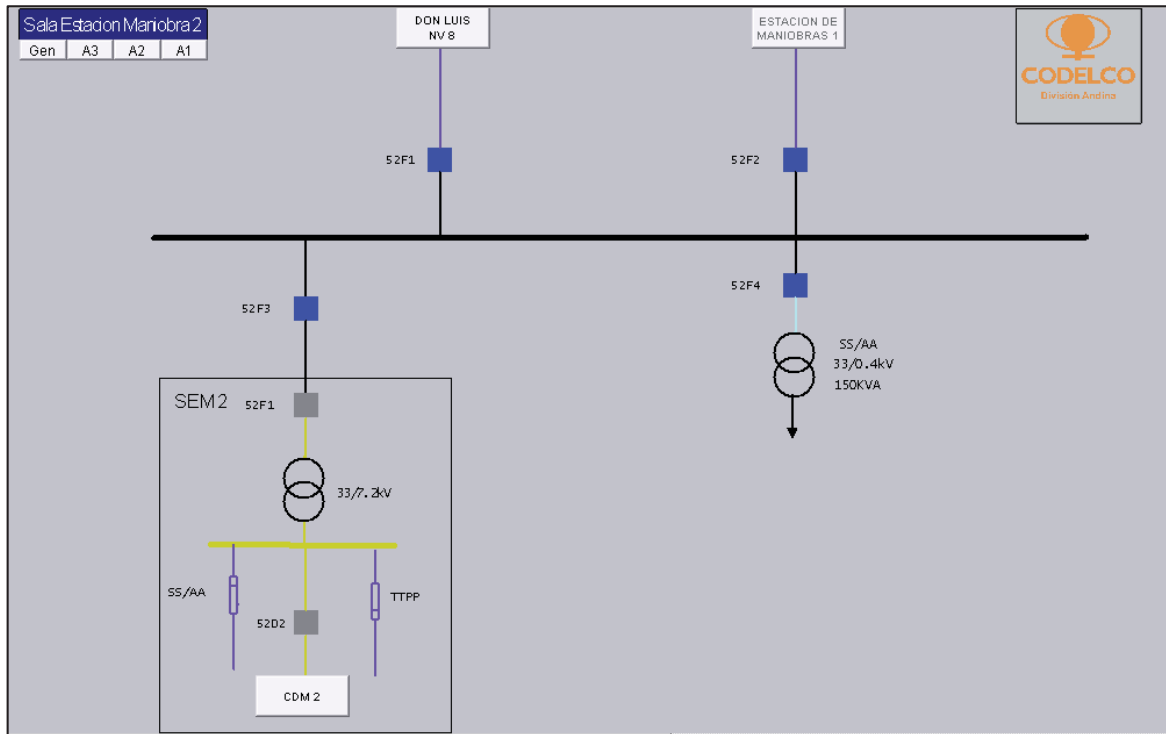 Sala Estacion Maniobra 2
Gen A3 A2 A1
DON LUIS
NV 8
ESTACION DE
MANIOBRAS 1
CODELCO
División Andina
52F1
52F2
52F3
52F4
SS/AA
33/0.4kV
150KVA
SEM 2
52F1
33/7.2kV
SS/AA
TTPP
52D2
CDM 2